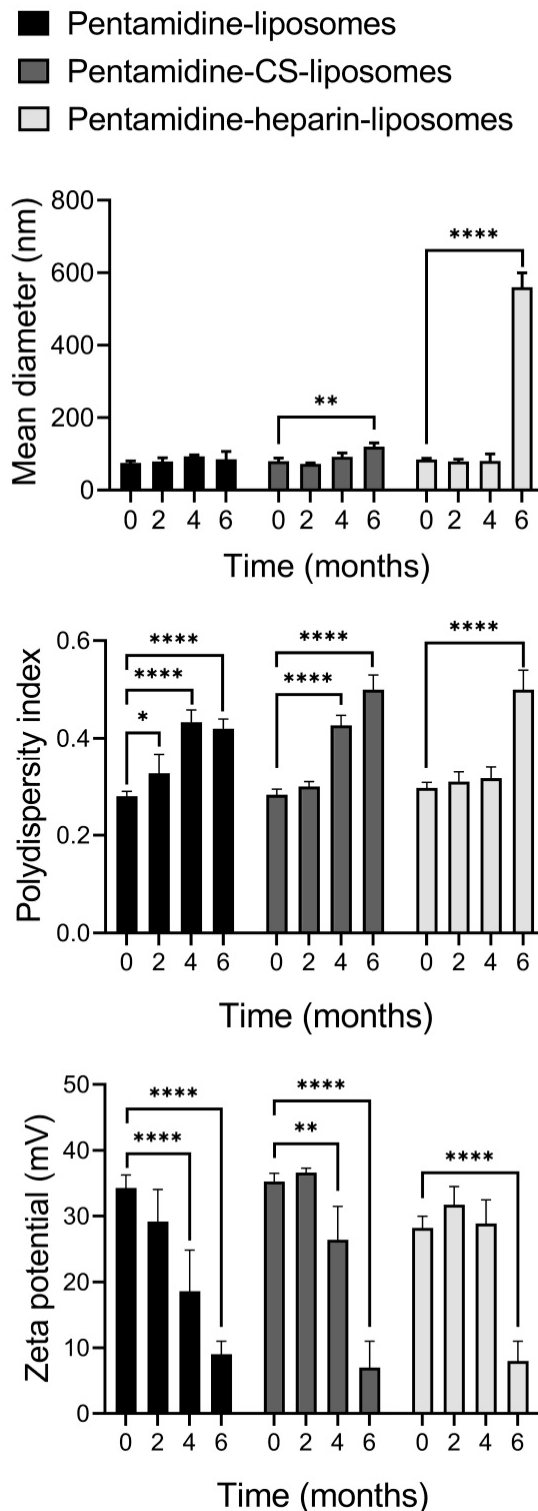 Pentamidine-liposomes
Pentamidine-CS-liposomes
Pentamidine-heparin-liposomes
Mean diameter (nm)
800
600
400
200
0
**
****
0 2 4 6 0 2 4 6 0 2 4 6
Time (months)
Polydispersity index
0.6
0.4
0.2
0.0
****
****
*
****
****
****
0 2 4 6 0 2 4 6 0 2 4 6
Time (months)
Zeta potential (mV)
50
40
30
20
10
0
****
****
****
**
****
0 2 4 6 0 2 4 6 0 2 4 6
Time (months)